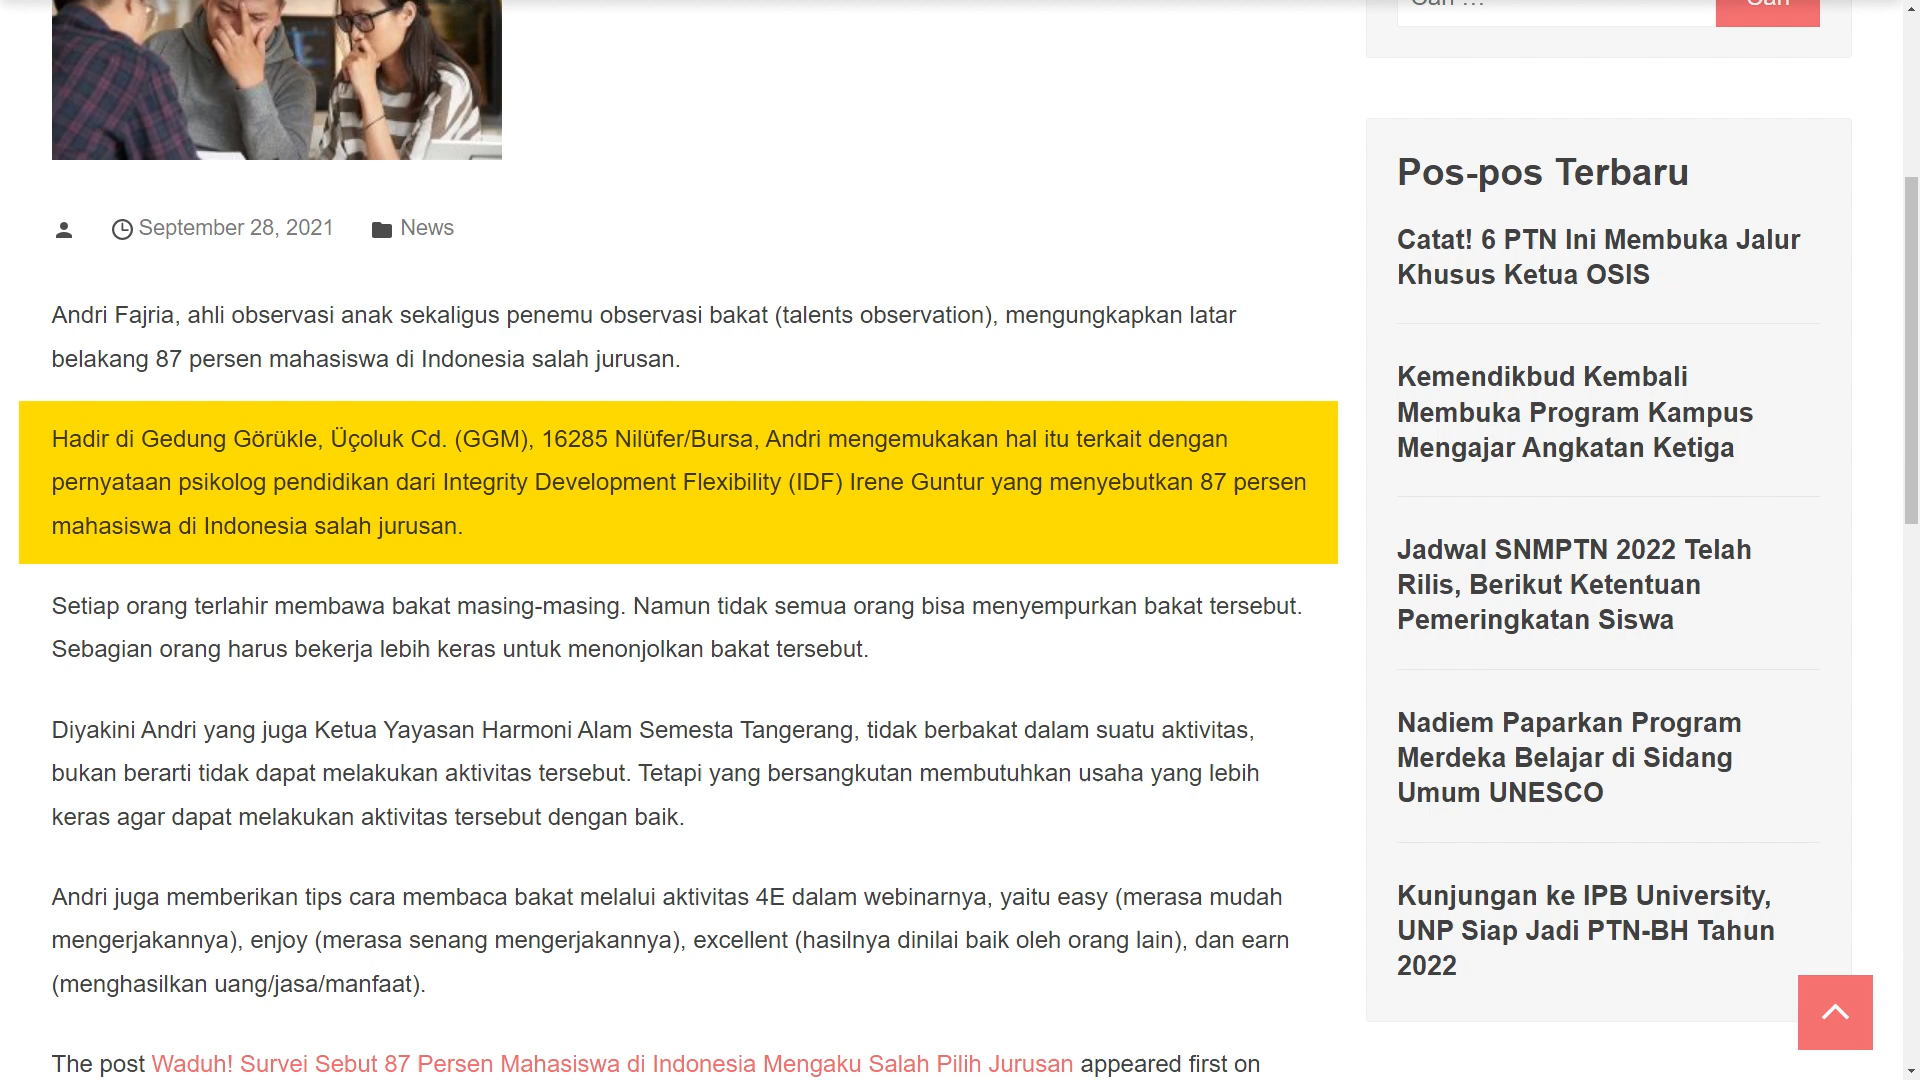 September 28, 2021
News
Andri Fajria, ahli observasi anak sekaligus penemu observasi bakat (talents observation), mengungkapkan latar
belakang 87 persen mahasiswa di Indonesia salah jurusan.
Hadir di Gedung Görükle, Üçoluk Cd. (GGM), 16285 Nilüfer/Bursa, Andri mengemukakan hal itu terkait dengan
pernyataan psikolog pendidikan dari Integrity Development Flexibility (IDF) Irene Guntur yang menyebutkan 87 persen
mahasiswa di Indonesia salah jurusan.
Setiap orang terlahir membawa bakat masing-masing. Namun tidak semua orang bisa menyempurkan bakat tersebut.
Sebagian orang harus bekerja lebih keras untuk menonjolkan bakat tersebut.
Diyakini Andri yang juga Ketua Yayasan Harmoni Alam Semesta Tangerang, tidak berbakat dalam suatu aktivitas,
bukan berarti tidak dapat melakukan aktivitas tersebut. Tetapi yang bersangkutan membutuhkan usaha yang lebih
keras agar dapat melakukan aktivitas tersebut dengan baik.
Andri juga memberikan tips cara membaca bakat melalui aktivitas 4E dalam webinarnya, yaitu easy (merasa mudah
mengerjakannya), enjoy (merasa senang mengerjakannya), excellent (hasilnya dinilai baik oleh orang lain), dan earn
(menghasilkan uang/jasa/manfaat).
The post Waduh! Survei Sebut 87 Persen Mahasiswa di Indonesia Mengaku Salah Pilih Jurusan appeared first on
Cari …
Cari
Pos-pos Terbaru
Catat! 6 PTN Ini Membuka Jalur
Khusus Ketua OSIS
Kemendikbud Kembali
Membuka Program Kampus
Mengajar Angkatan Ketiga
Jadwal SNMPTN 2022 Telah
Rilis, Berikut Ketentuan
Pemeringkatan Siswa
Nadiem Paparkan Program
Merdeka Belajar di Sidang
Umum UNESCO
Kunjungan ke IPB University,
UNP Siap Jadi PTN-BH Tahun
2022